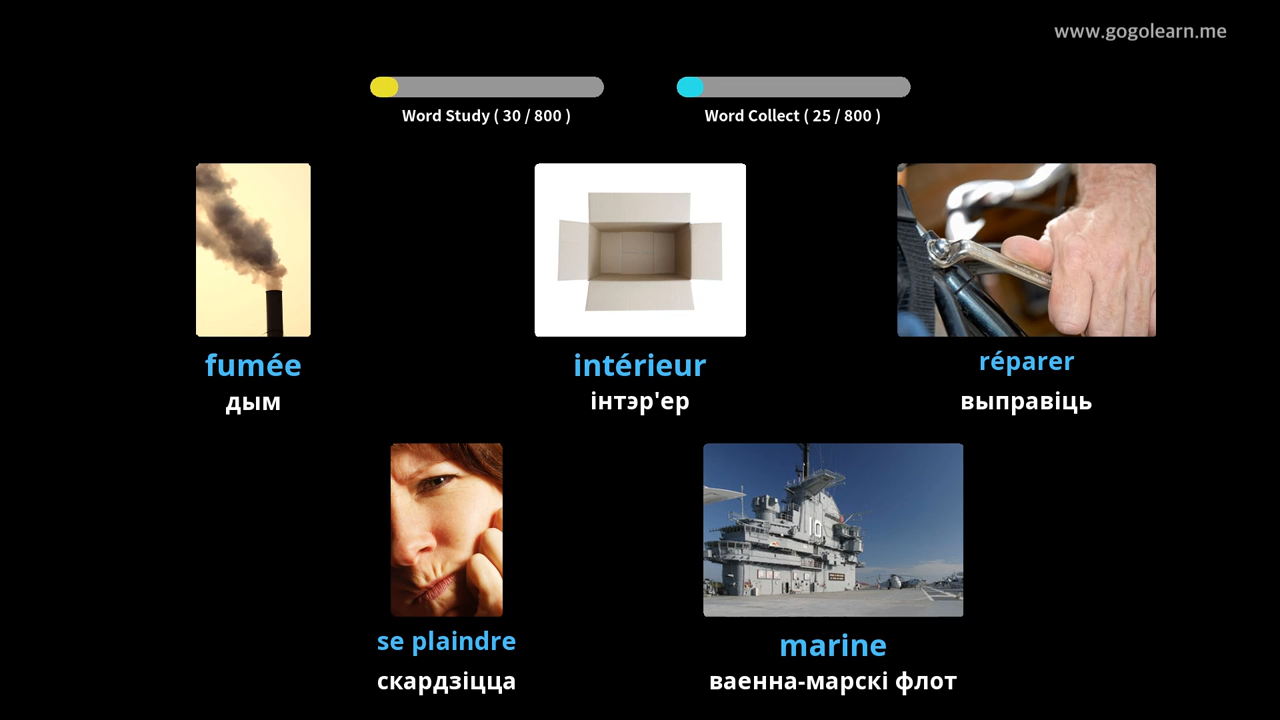 www.gogolearn.me
Word Study ( 30 / 800 )
Word Collect ( 25 / 800 )
fumée
дым
intérieur
інтэр'ер
réparer
выправіць
se plaindre
скардзіцца
marine
ваенна-марскі флот
10